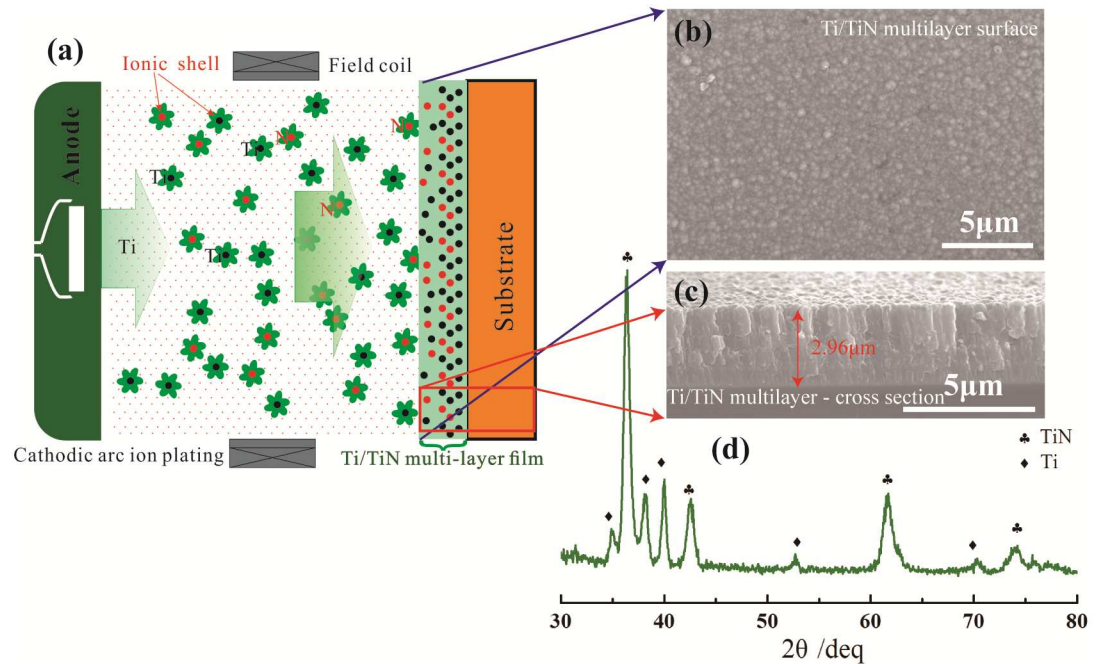 (a)
Ionic shell
Field coil
Anode
N
N
Ti
Ti
N
Ti
Ti
Substrate
Cathodic arc ion plating
Ti/TiN multi-layer film
(b)
Ti/TiN multilayer surface
5μm
(c)
2.96μm
Ti/TiN multilayer - cross section
5μm
(d)
♣ TiN
♦ Ti
30 40 50 60 70 80
2θ /deq